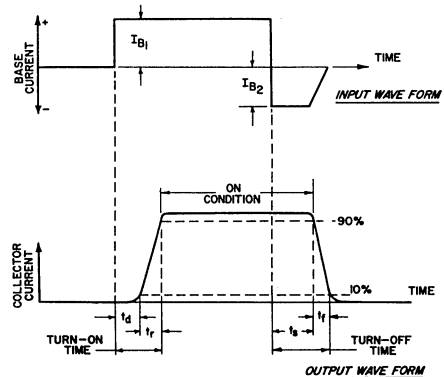 +
BASE
CURRENT
−
I_B1
I_B2
TIME
INPUT WAVE FORM
ON
CONDITION
-90%
10%
COLLECTOR
CURRENT
TIME
t_d
t_r
t_s
t_f
TURN-ON
TIME
TURN-OFF
TIME
OUTPUT WAVE FORM